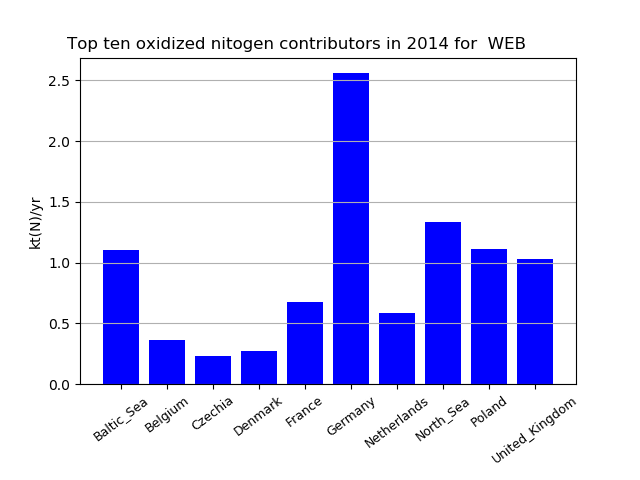 Top ten oxidized nitogen contributors in 2014 for  WEB
kt(N)/yr
2.5
2.0
1.5
1.0
0.5
0.0
Baltic_Sea
Belgium
Czechia
Denmark
France
Germany
Netherlands
North_Sea
Poland
United_Kingdom